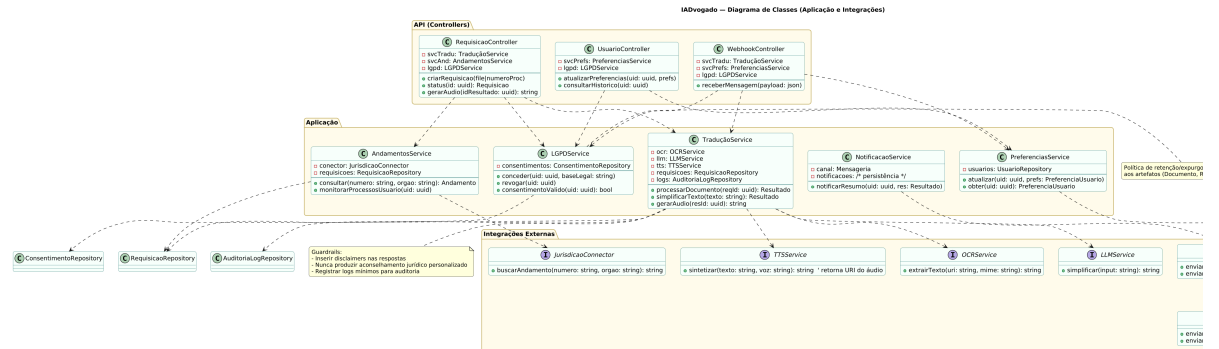 IADvogado — Diagrama de Classes (Aplicação e Integrações)
API (Controllers)
RequisicaoController
svcTradu: TraduçãoService
svcAnd: AndamentosService
lgpd: LGPDService
criarRequisicao(file|numeroProc)
status(id: uuid): Requisicao
gerarAudio(idResultado: uuid): string
UsuarioController
svcPrefs: PreferenciasService
lgpd: LGPDService
atualizarPreferencias(uid: uuid, prefs)
consultarHistorico(uid: uuid)
WebhookController
svcTradu: TraduçãoService
svcPrefs: PreferenciasService
lgpd: LGPDService
receberMensagem(payload: json)
Aplicação
AndamentosService
conector: JurisdicaoConnector
requisicoes: RequisicaoRepository
consultar(numero: string, orgao: string): Andamento
monitorarProcessosUsuario(uid: uuid)
LGPDService
consentimentos: ConsentimentoRepository
conceder(uid: uuid, baseLegal: string)
revogar(uid: uuid)
consentimentoValido(uid: uuid): bool
TraduçãoService
ocr: OCRService
llm: LLMService
tts: TTSService
requisicoes: RequisicaoRepository
logs: AuditoriaLogRepository
processarDocumento(reqId: uuid): Resultado
simplificarTexto(texto: string): Resultado
gerarAudio(resId: uuid): string
NotificacaoService
canal: Mensageria
notificacoes: /* persistência */
notificarResumo(uid: uuid, res: Resultado)
PreferenciasService
usuarios: UsuarioRepository
atualizar(uid: uuid, prefs: PreferenciaUsuario)
obter(uid: uuid): PreferenciaUsuario
Política de retenção/expurgo
aos artefatos (Documento, R
ConsentimentoRepository
RequisicaoRepository
AuditoriaLogRepository
Guardrails:
- Inserir disclaimers nas respostas
- Nunca produzir aconselhamento jurídico personalizado
- Registrar logs mínimos para auditoria
Integrações Externas
JurisdicaoConnector
buscarAndamento(numero: string, orgao: string): string
TTSService
sintetizar(texto: string, voz: string): string ' retorna URI do áudio
OCRService
extrairTexto(uri: string, mime: string): string
LLMService
simplificar(input: string): string
enviar
enviar
enviar
enviar